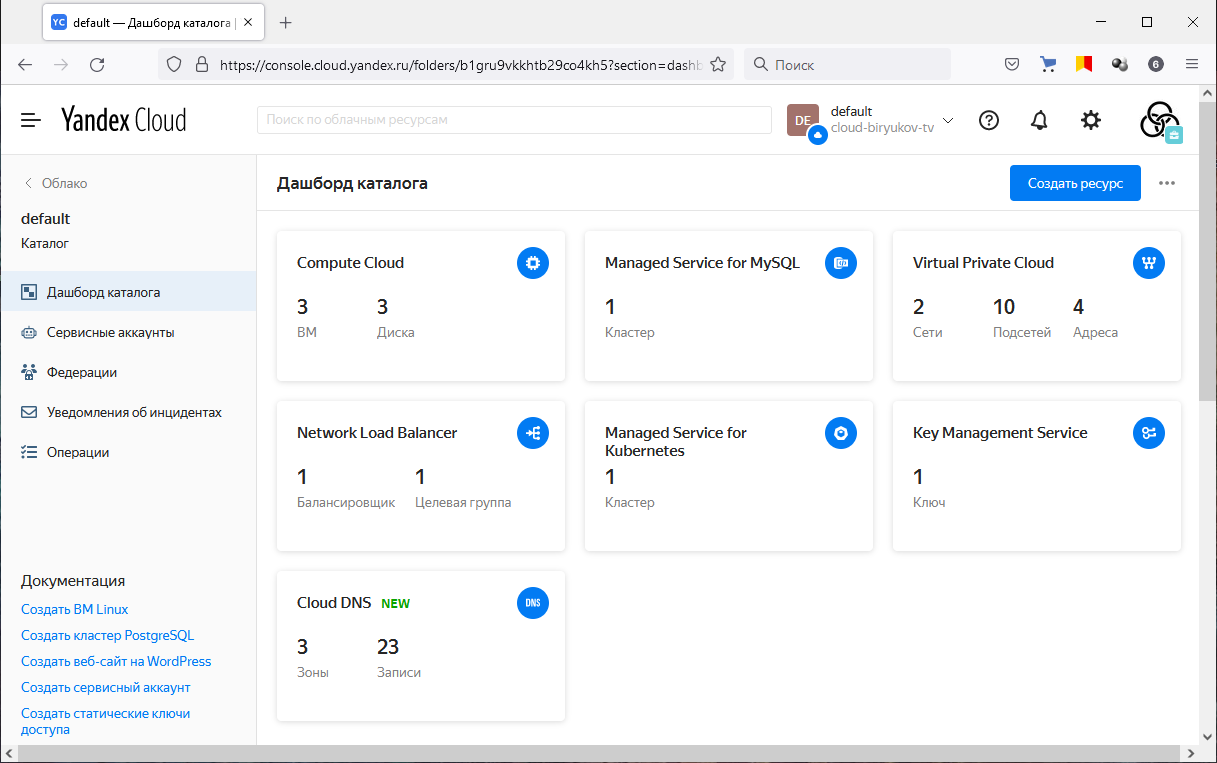 YC default — Дашборд каталога |
https://console.cloud.yandex.ru/folders/b1gru9vkkhtb29co4kh5?section=dashb
Поиск
6
Yandex Cloud
Поиск по облачным ресурсам
DE
default
cloud-biryukov-tv
Облако
default
Каталог
Дашборд каталога
Сервисные аккаунты
Федерации
Уведомления об инцидентах
Операции
Документация
Создать ВМ Linux
Создать кластер PostgreSQL
Создать веб-сайт на WordPress
Создать сервисный аккаунт
Создать статические ключи
доступа
Дашборд каталога
Создать ресурс
Compute Cloud
3 3
ВМ Диска
Managed Service for MySQL
1
Кластер
Virtual Private Cloud
2 10 4
Сети Подсетей Адреса
Network Load Balancer
1 1
Балансировщик Целевая группа
Managed Service for
Kubernetes
1
Кластер
Key Management Service
1
Ключ
Cloud DNS NEW
DNS
3 23
Зоны Записи